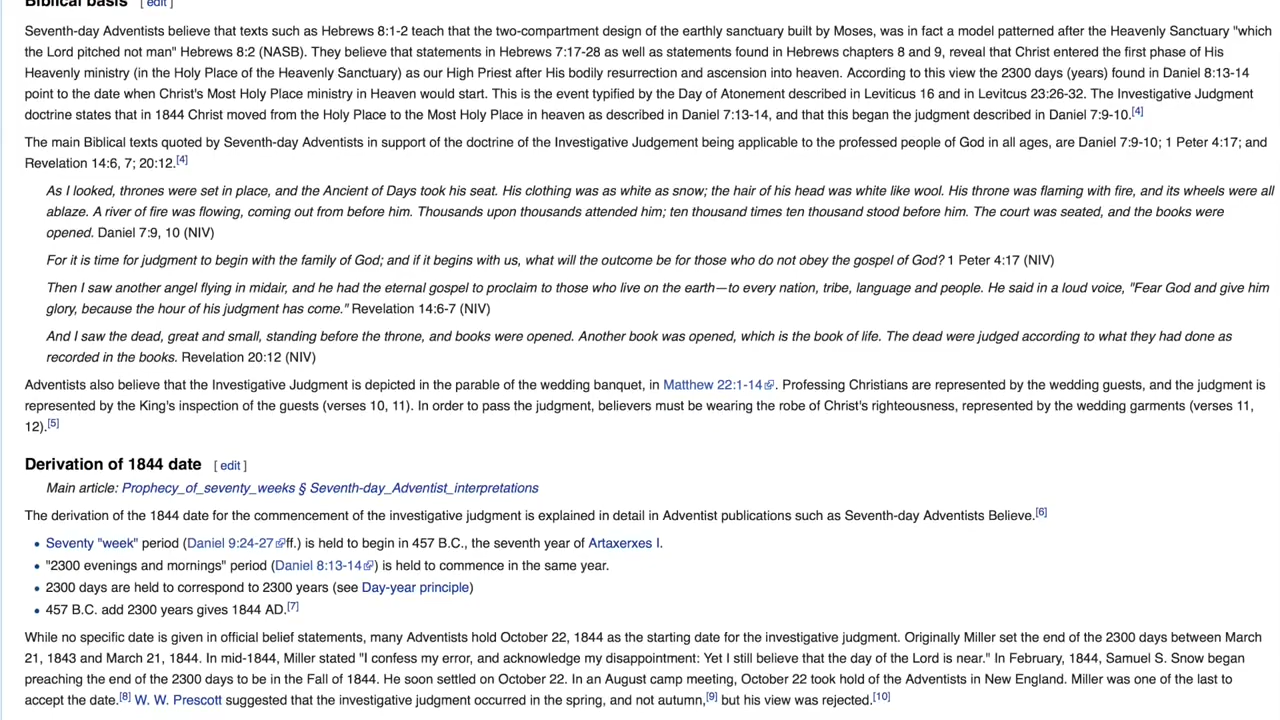 Biblical basis [ edit ]
Seventh-day Adventists believe that texts such as Hebrews 8:1-2 teach that the two-compartment design of the earthly sanctuary built by Moses, was in fact a model patterned after the Heavenly Sanctuary "which
the Lord pitched not man" Hebrews 8:2 (NASB). They believe that statements in Hebrews 7:17-28 as well as statements found in Hebrews chapters 8 and 9, reveal that Christ entered the first phase of His
Heavenly ministry (in the Holy Place of the Heavenly Sanctuary) as our High Priest after His bodily resurrection and ascension into heaven. According to this view the 2300 days (years) found in Daniel 8:13-14
point to the date when Christ's Most Holy Place ministry in Heaven would start. This is the event typified by the Day of Atonement described in Leviticus 16 and in Levitcus 23:26-32. The Investigative Judgment
doctrine states that in 1844 Christ moved from the Holy Place to the Most Holy Place in heaven as described in Daniel 7:13-14, and that this began the judgment described in Daniel 7:9-10.[4]
The main Biblical texts quoted by Seventh-day Adventists in support of the doctrine of the Investigative Judgement being applicable to the professed people of God in all ages, are Daniel 7:9-10; 1 Peter 4:17; and
Revelation 14:6, 7; 20:12.[4]
As I looked, thrones were set in place, and the Ancient of Days took his seat. His clothing was as white as snow; the hair of his head was white like wool. His throne was flaming with fire, and its wheels were all
ablaze. A river of fire was flowing, coming out from before him. Thousands upon thousands attended him; ten thousand times ten thousand stood before him. The court was seated, and the books were
opened. Daniel 7:9, 10 (NIV)
For it is time for judgment to begin with the family of God; and if it begins with us, what will the outcome be for those who do not obey the gospel of God? 1 Peter 4:17 (NIV)
Then I saw another angel flying in midair, and he had the eternal gospel to proclaim to those who live on the earth—to every nation, tribe, language and people. He said in a loud voice, "Fear God and give him
glory, because the hour of his judgment has come." Revelation 14:6-7 (NIV)
And I saw the dead, great and small, standing before the throne, and books were opened. Another book was opened, which is the book of life. The dead were judged according to what they had done as
recorded in the books. Revelation 20:12 (NIV)
Adventists also believe that the Investigative Judgment is depicted in the parable of the wedding banquet, in Matthew 22:1-14. Professing Christians are represented by the wedding guests, and the judgment is
represented by the King's inspection of the guests (verses 10, 11). In order to pass the judgment, believers must be wearing the robe of Christ's righteousness, represented by the wedding garments (verses 11,
12).[5]
Derivation of 1844 date [ edit ]
Main article: Prophecy_of_seventy_weeks § Seventh-day_Adventist_interpretations
The derivation of the 1844 date for the commencement of the investigative judgment is explained in detail in Adventist publications such as Seventh-day Adventists Believe.[6]
• Seventy "week" period (Daniel 9:24-27ff.) is held to begin in 457 B.C., the seventh year of Artaxerxes I.
• "2300 evenings and mornings" period (Daniel 8:13-14) is held to commence in the same year.
• 2300 days are held to correspond to 2300 years (see Day-year principle)
• 457 B.C. add 2300 years gives 1844 AD.[7]
While no specific date is given in official belief statements, many Adventists hold October 22, 1844 as the starting date for the investigative judgment. Originally Miller set the end of the 2300 days between March
21, 1843 and March 21, 1844. In mid-1844, Miller stated "I confess my error, and acknowledge my disappointment: Yet I still believe that the day of the Lord is near." In February, 1844, Samuel S. Snow began
preaching the end of the 2300 days to be in the Fall of 1844. He soon settled on October 22. In an August camp meeting, October 22 took hold of the Adventists in New England. Miller was one of the last to
accept the date.[8] W. W. Prescott suggested that the investigative judgment occurred in the spring, and not autumn,[9] but his view was rejected.[10]